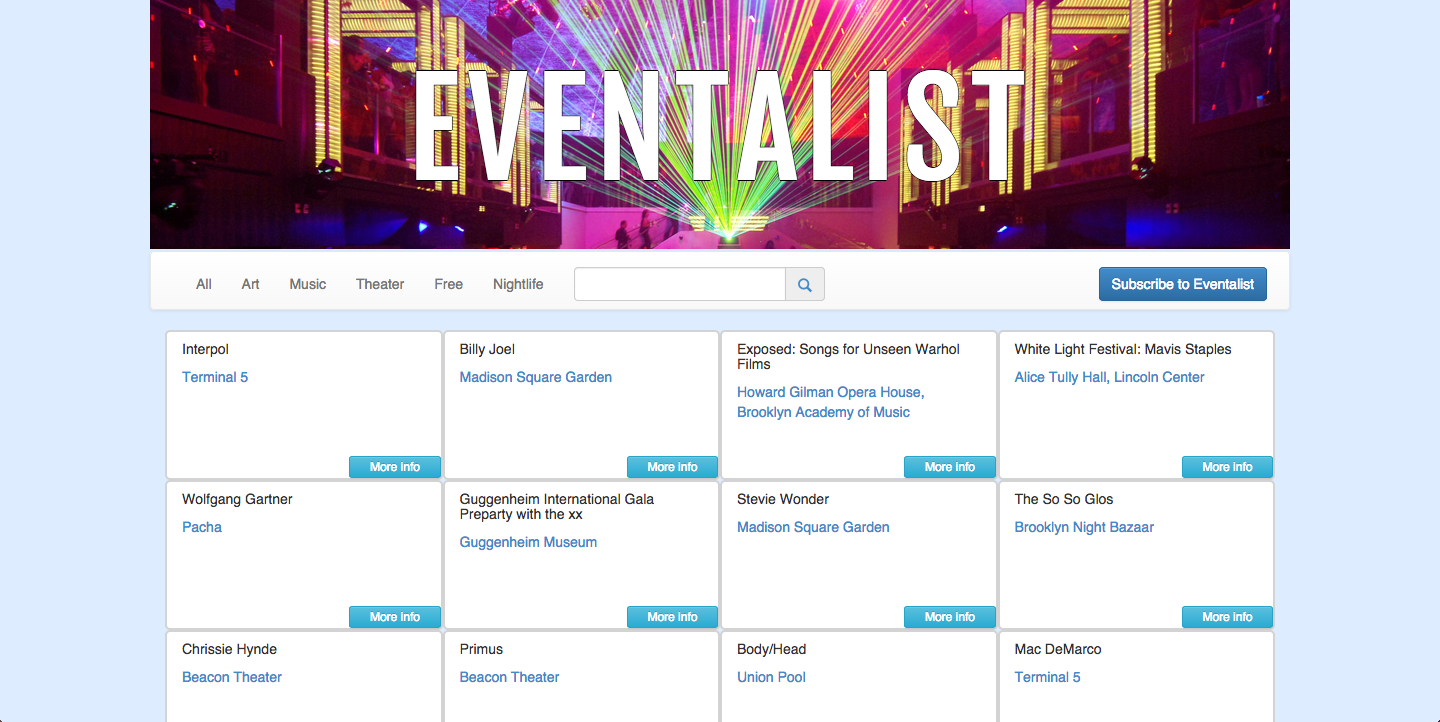 EVENTALIST
All Art Music Theater Free Nightlife Subscribe to Eventalist
Interpol
Terminal 5
More info
Billy Joel
Madison Square Garden
More info
Exposed: Songs for Unseen Warhol
Films
Howard Gilman Opera House,
Brooklyn Academy of Music
More info
White Light Festival: Mavis Staples
Alice Tully Hall, Lincoln Center
More info
Wolfgang Gartner
Pacha
More info
Guggenheim International Gala
Preparty with the xx
Guggenheim Museum
More info
Stevie Wonder
Madison Square Garden
More info
The So So Glos
Brooklyn Night Bazaar
More info
Chrissie Hynde
Beacon Theater
Primus
Beacon Theater
Body/Head
Union Pool
Mac DeMarco
Terminal 5